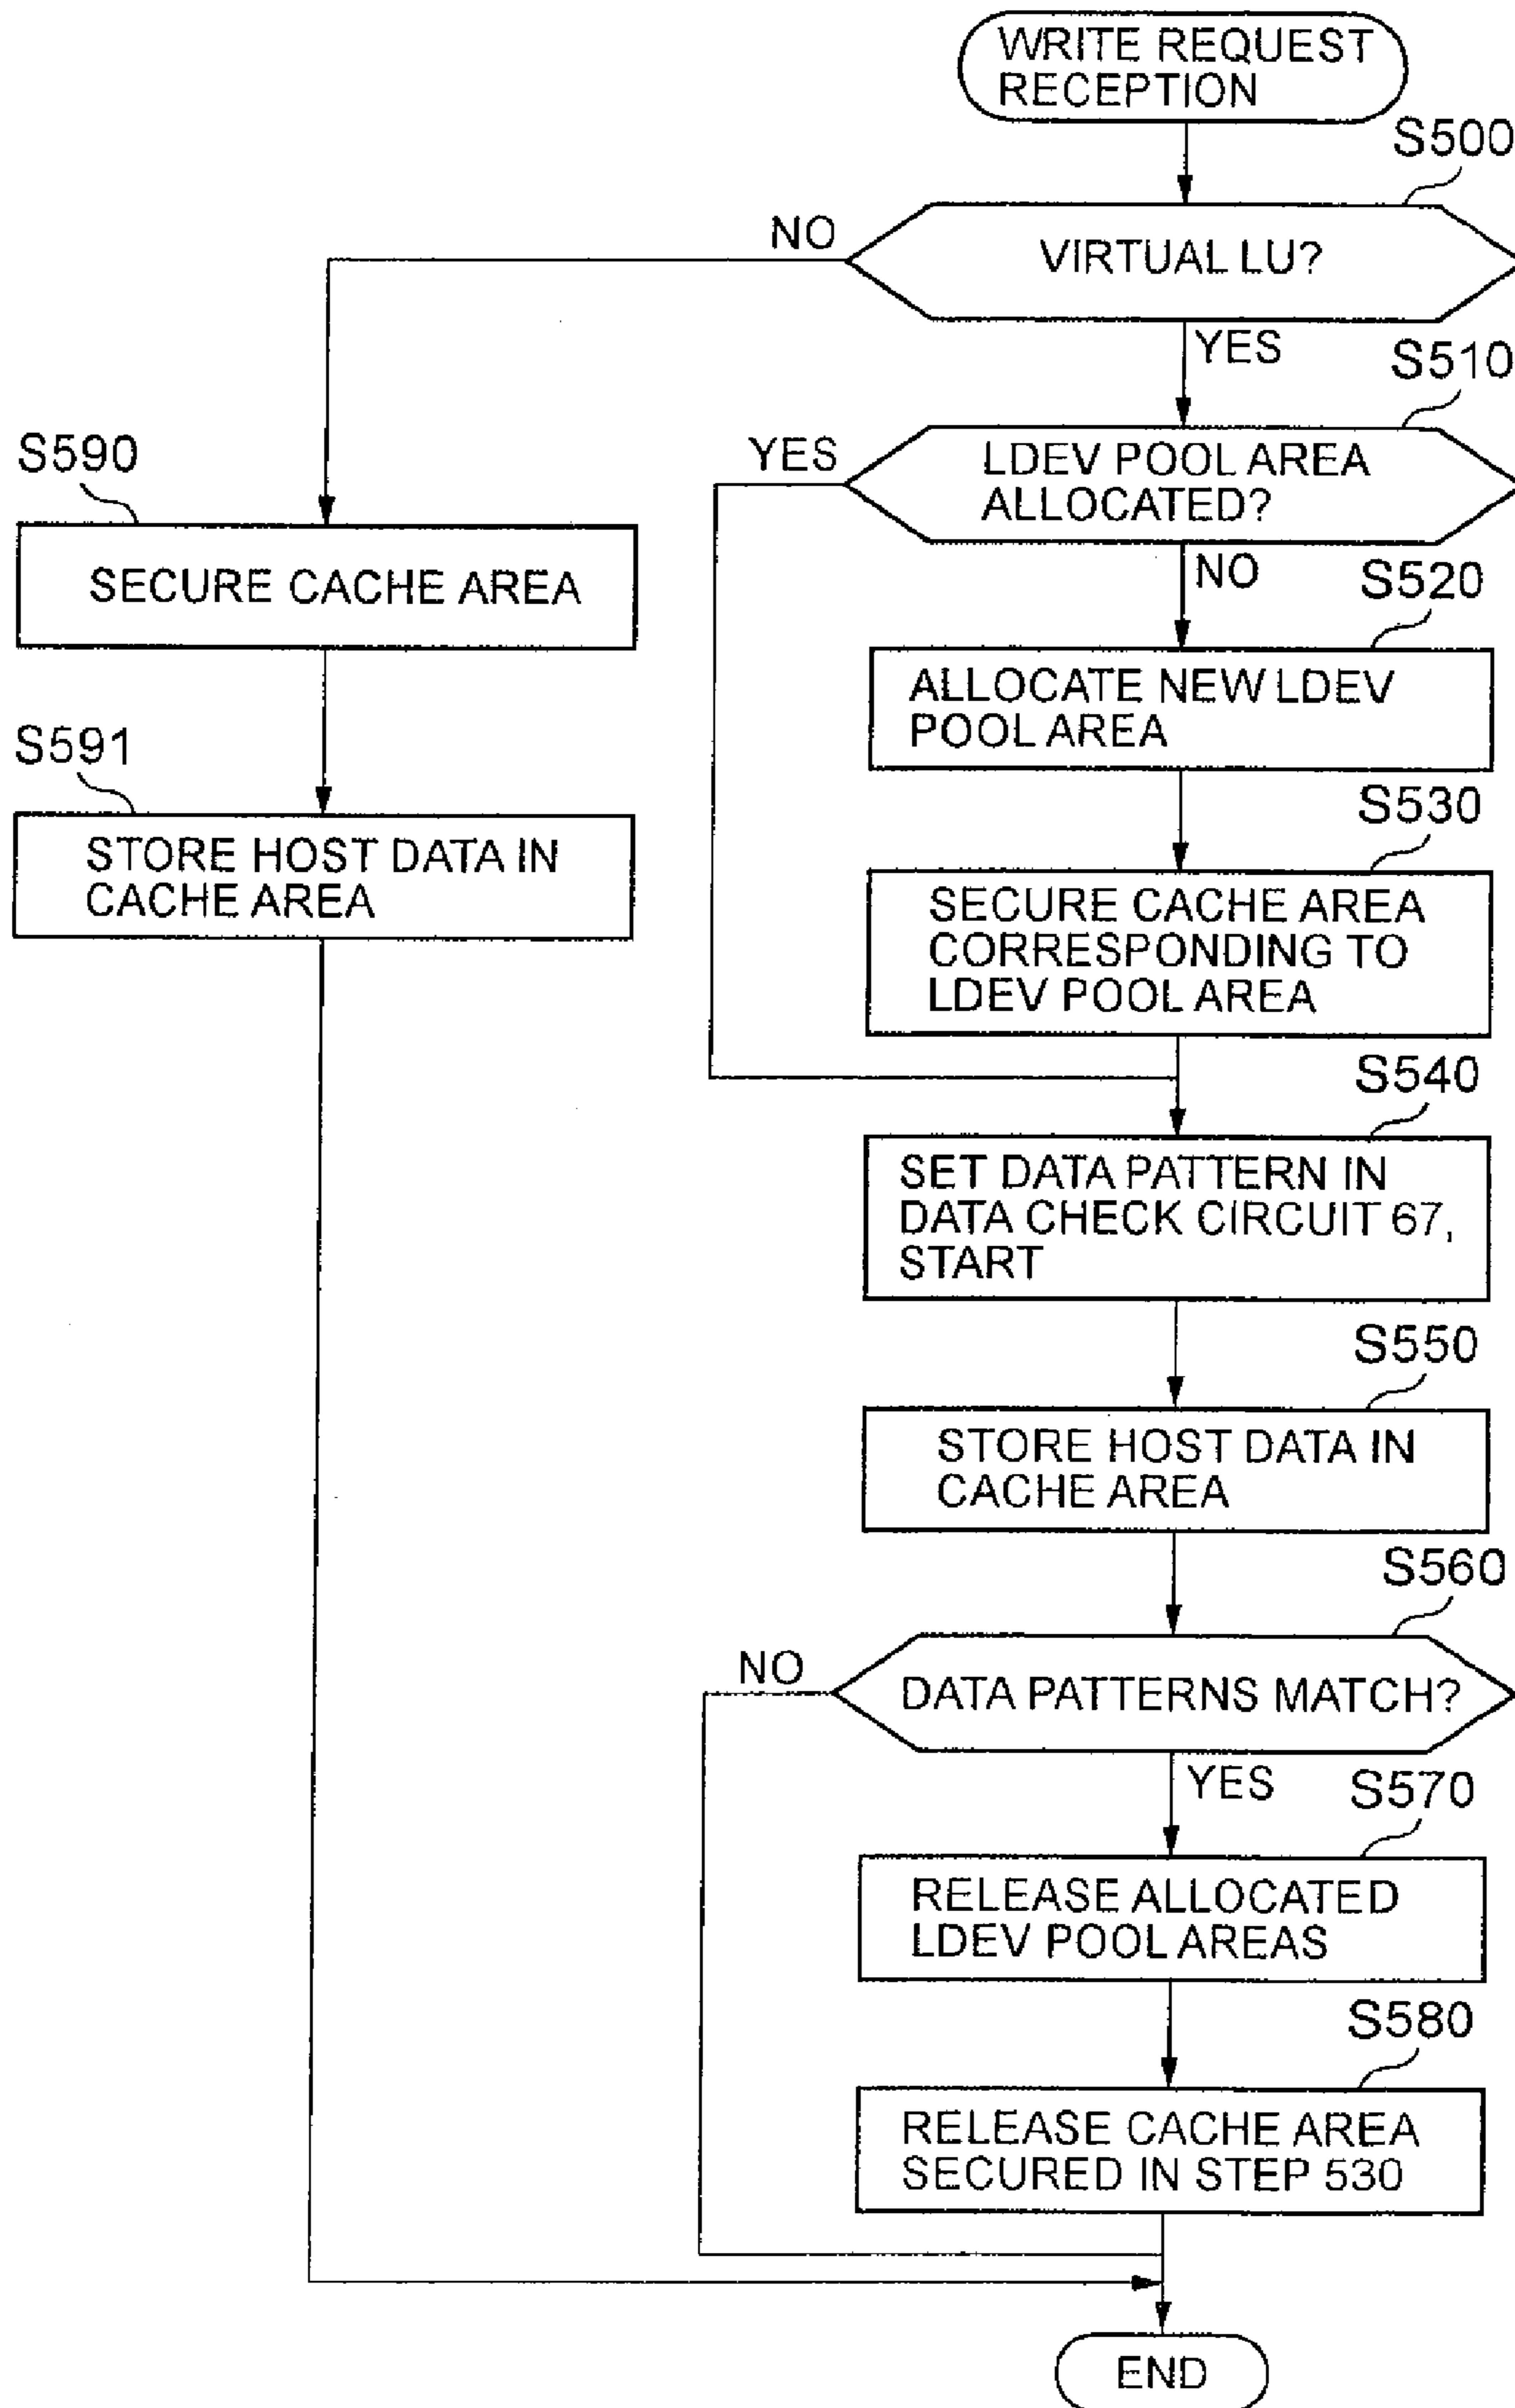 WRITE REQUEST
RECEPTION
S500
NO
VIRTUAL LU?
YES
S510
YES
LDEV POOL AREA
ALLOCATED?
S590
NO
S520
SECURE CACHE AREA
ALLOCATE NEW LDEV
POOL AREA
S591
S530
STORE HOST DATA IN
CACHE AREA
SECURE CACHE AREA
CORRESPONDING TO
LDEV POOL AREA
S540
SET DATA PATTERN IN
DATA CHECK CIRCUIT 67,
START
S550
STORE HOST DATA IN
CACHE AREA
S560
NO
DATA PATTERNS MATCH?
YES
S570
RELEASE ALLOCATED
LDEV POOL AREAS
S580
RELEASE CACHE AREA
SECURED IN STEP 530
END